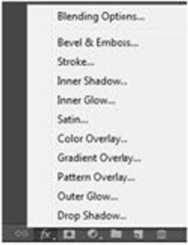 Blending Options...
Bevel & Emboss...
Stroke...
Inner Shadow...
Inner Glow...
Satin...
Color Overlay...
Gradient Overlay...
Pattern Overlay...
Outer Glow...
Drop Shadow...
fx